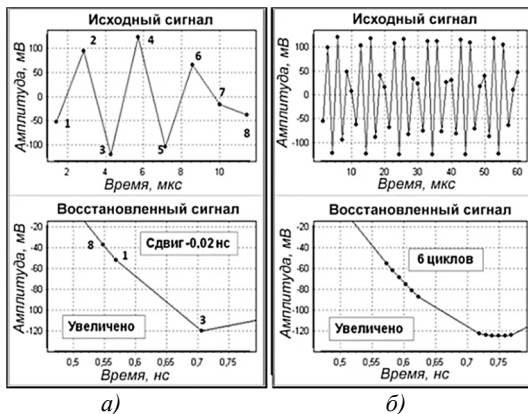 Исходный сигнал
Амплитуда, мВ
100
50
0
-50
-100
1
2
3
4
5
6
7
8
2 4 6 8 10
Время, мкс
Восстановленный сигнал
Амплитуда, мВ
-20
-40
-60
-80
-100
-120
8
1
3
Сдвиг-0.02 нс
Увеличено
0,5 0,55 0,6 0,65 0,7 0,75
Время, нс
а)
Исходный сигнал
Амплитуда, мВ
100
50
0
-50
-100
0 10 20 30 40 50 60
Время, мкс
Восстановленный сигнал
Амплитуда, мВ
-20
-40
-60
-80
-100
-120
6 циклов
Увеличено
0,5 0,55 0,6 0,65 0,7 0,75
Время, нс
б)